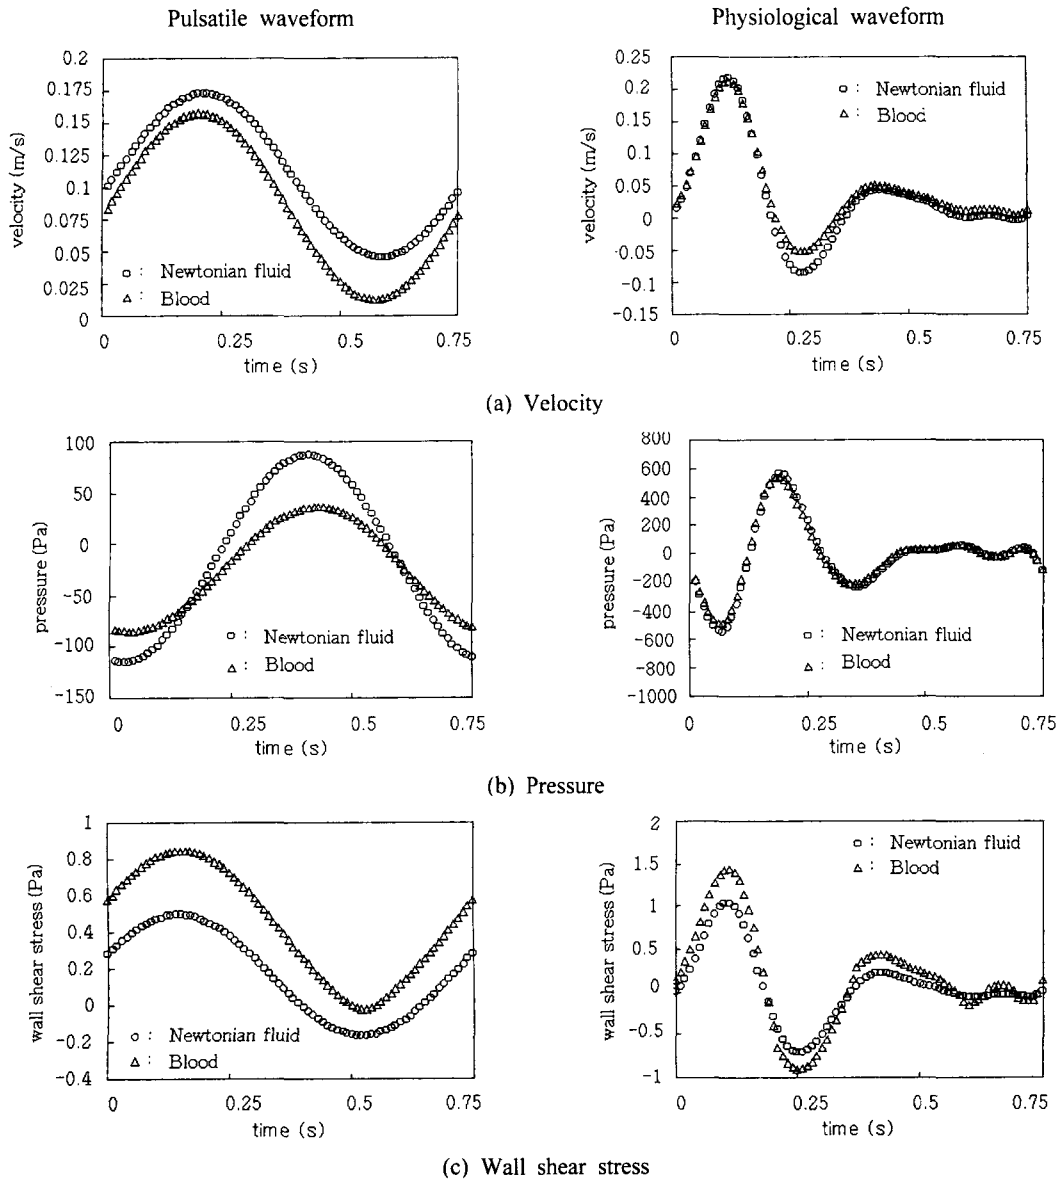 Pulsatile waveform
Physiological waveform
0.2
0.175
0.15
0.125
0.1
0.075
0.05
0.025
0
velocity (m/s)
○ : Newtonian fluid
△ : Blood
0 0.25 0.5 0.75
time (s)
0.25
0.2
0.15
0.1
0.05
0
-0.05
-0.1
-0.15
velocity (m/s)
○ : Newtonian fluid
△ : Blood
0 0.25 0.5 0.75
time (s)
(a) Velocity
100
50
0
-50
-100
-150
pressure (Pa)
○ : Newtonian fluid
△ : Blood
0 0.25 0.5 0.75
time (s)
800
600
400
200
0
-200
-400
-600
-800
-1000
pressure (Pa)
○ : Newtonian fluid
△ : Blood
0 0.25 0.5 0.75
time (s)
(b) Pressure
1
0.8
0.6
0.4
0.2
0
-0.2
-0.4
wall shear stress (Pa)
○ : Newtonian fluid
△ : Blood
0 0.25 0.5 0.75
time (s)
2
1.5
1
0.5
0
-0.5
-1
wall shear stress (Pa)
○ : Newtonian fluid
△ : Blood
0 0.25 0.5 0.75
time (s)
(c) Wall shear stress